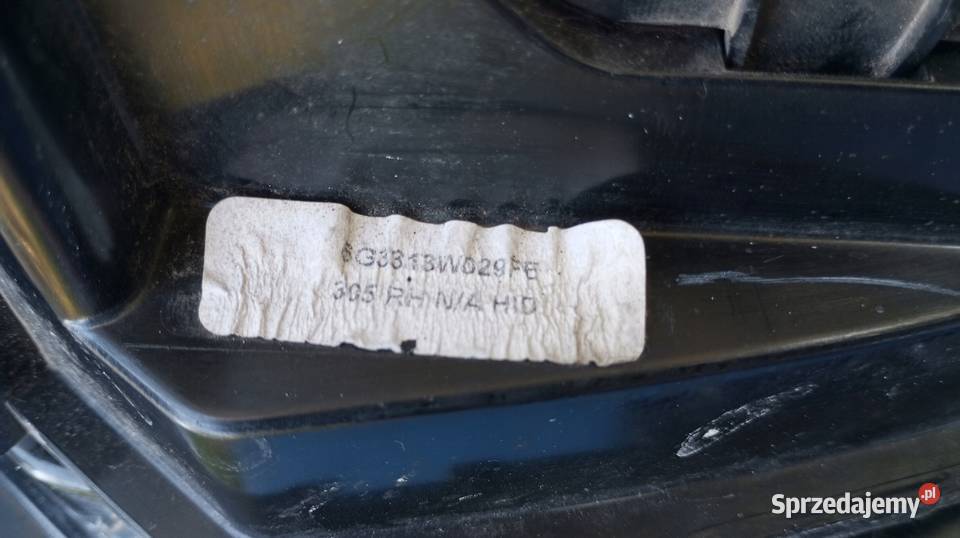 6G3313W029FE
305 RH N/A HID
Sprzedajemy.pl